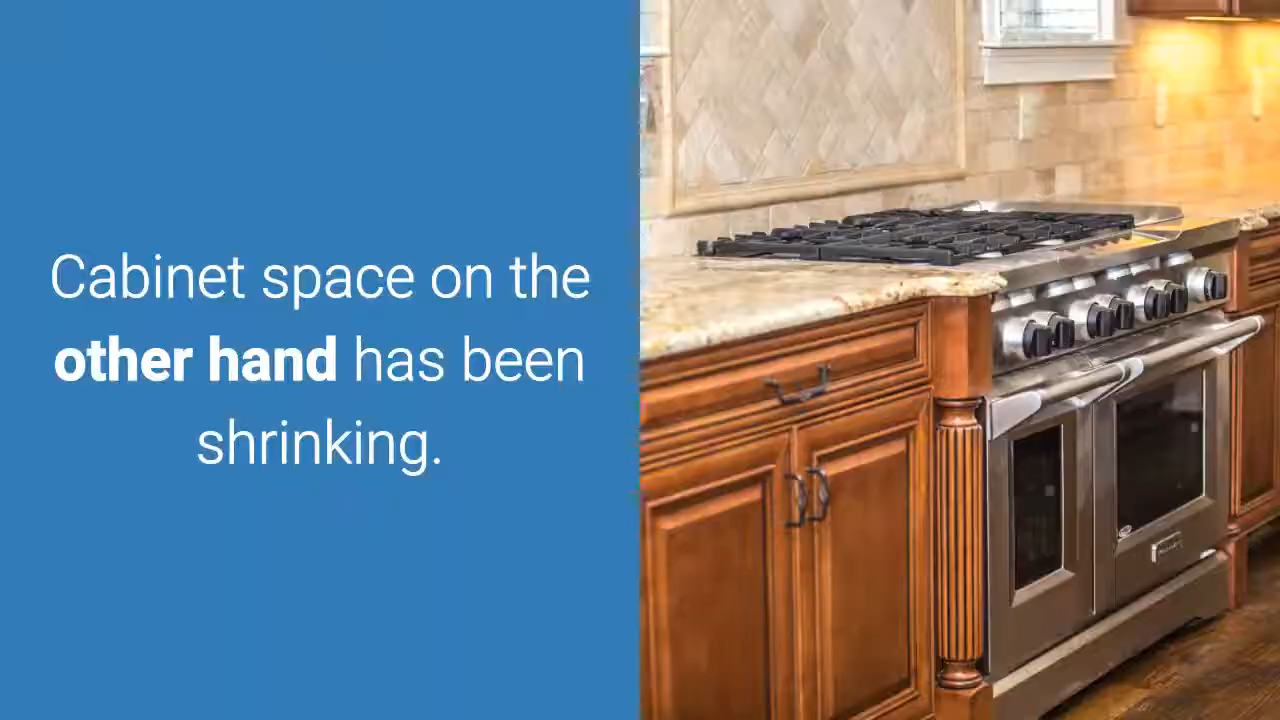 Cabinet space on the
other hand has been
shrinking.